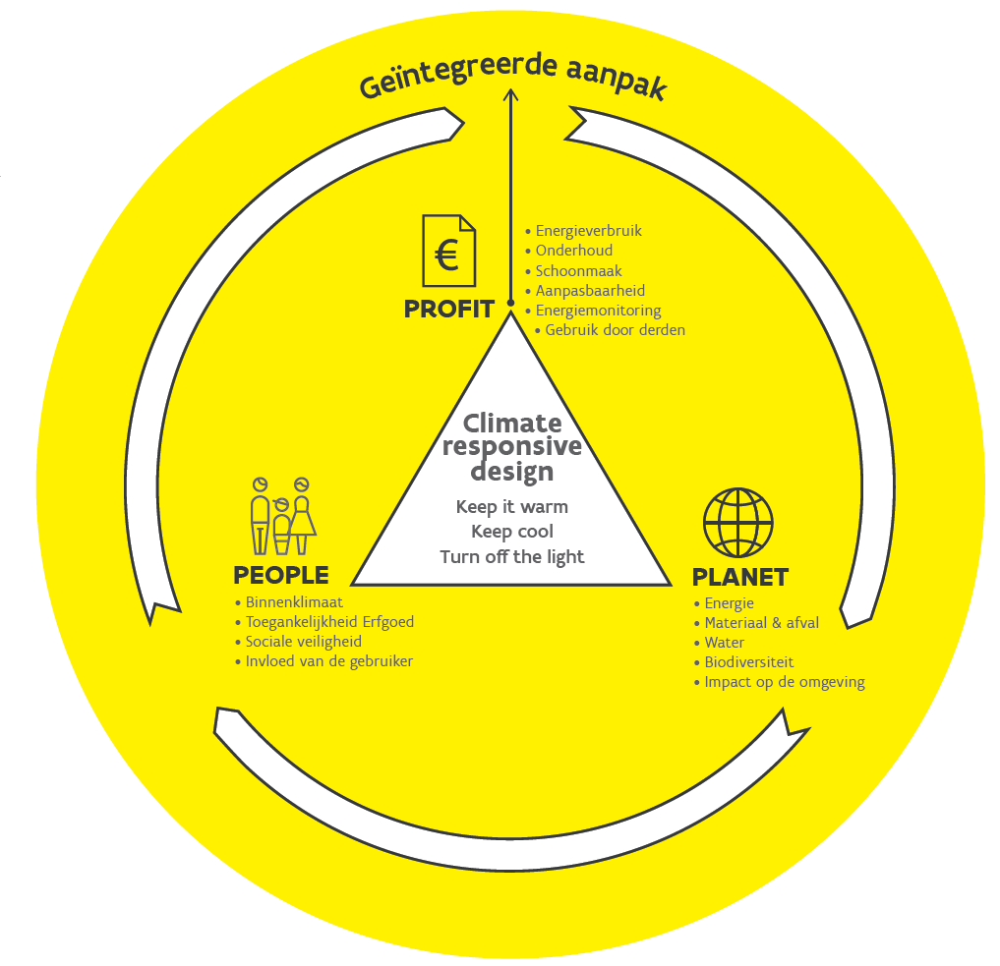 Geïntegreerde aanpak
€
PROFIT
• Energieverbruik
• Onderhoud
• Schoonmaak
• Aanpasbaarheid
• Energiemonitoring
• Gebruik door derden
Climate
responsive
design
Keep it warm
Keep cool
Turn off the light
PEOPLE
• Binnenklimaat
• Toegankelijkheid Erfgoed
• Sociale veiligheid
• Invloed van de gebruiker
PLANET
• Energie
• Materiaal & afval
• Water
• Biodiversiteit
• Impact op de omgeving